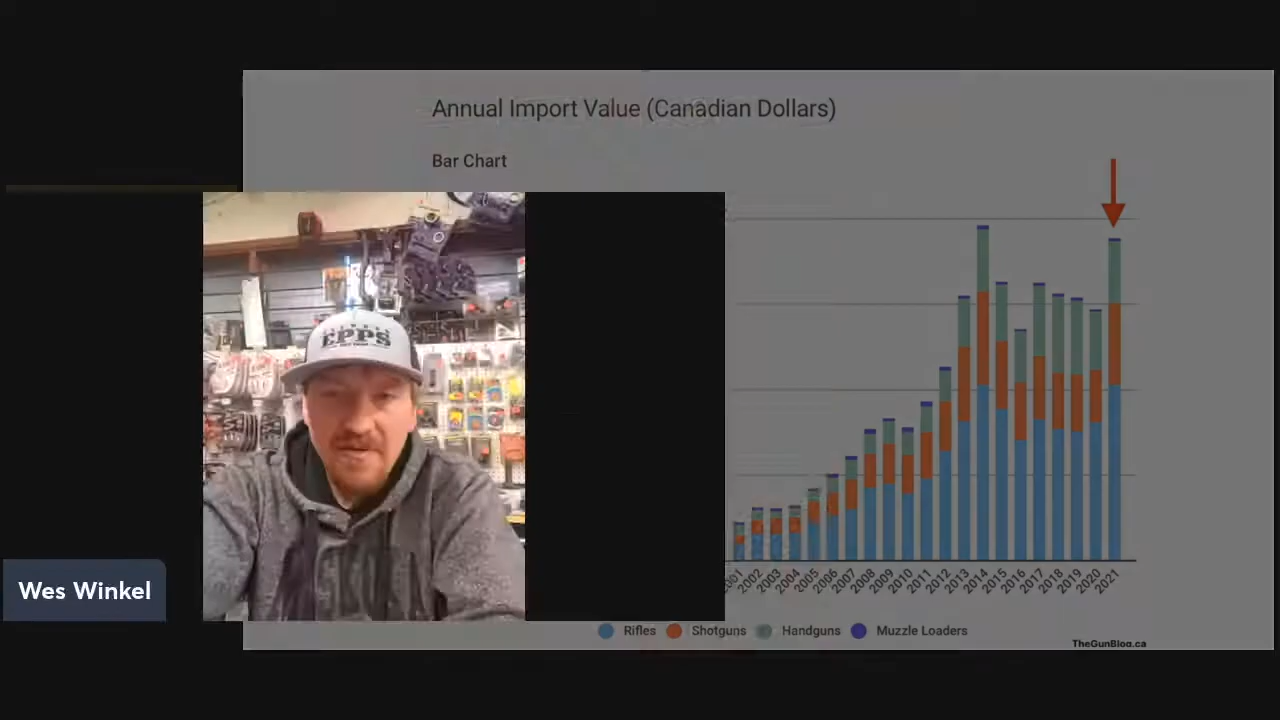 Annual Import Value (Canadian Dollars)
Bar Chart
EPPS
Wes Winkel
2001 2002 2003 2004 2005 2006 2007 2008 2009 2010 2011 2012 2013 2014 2015 2016 2017 2018 2019 2020 2021
Rifles Shotguns Handguns Muzzle Loaders
TheGunBlog.ca